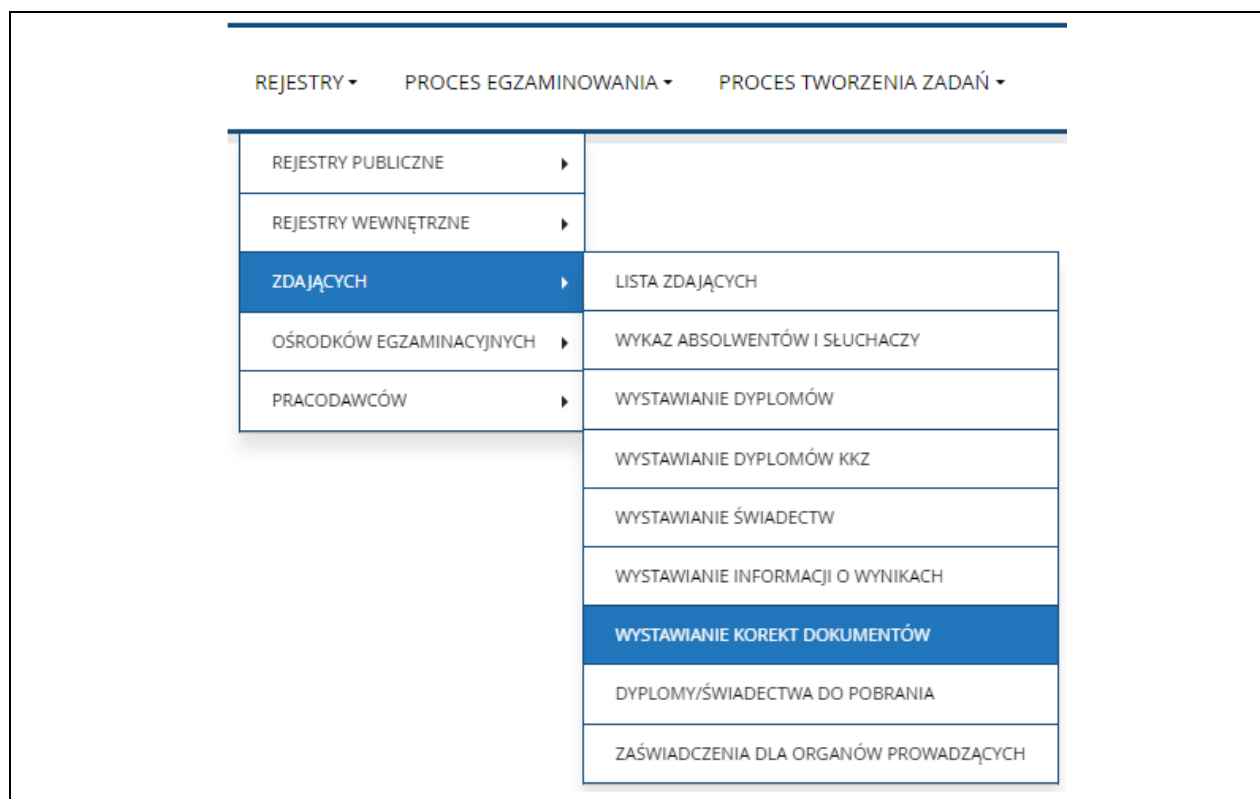 REJESTRY PROCES EGZAMINOWANIA PROCES TWORZENIA ZADAŃ
REJESTRY PUBLICZNE
REJESTRY WEWNĘTRZNE
ZDAJĄCYCH
OŚRODKÓW EGZAMINACYJNYCH
PRACODAWCÓW
LISTA ZDAJĄCYCH
WYKAZ ABSOLWENTÓW I SŁUCHACZY
WYSTAWIANIE DYPLOMÓW
WYSTAWIANIE DYPLOMÓW KKZ
WYSTAWIANIE ŚWIADECTW
WYSTAWIANIE INFORMACJI O WYNIKACH
WYSTAWIANIE KOREKT DOKUMENTÓW
DYPLOMY/ŚWIADECTWA DO POBRANIA
ZAŚWIADCZENIA DLA ORGANÓW PROWADZĄCYCH